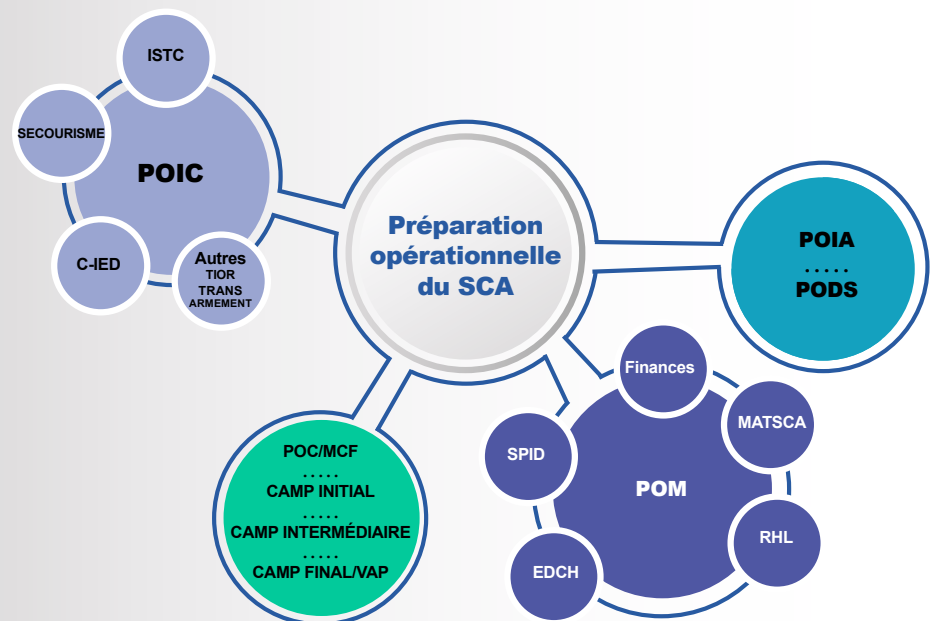 ISTC
SECOURISME
POIC
C-IED
Autres
TIOR
TRANS
ARMEMENT
Préparation
opérationnelle
du SCA
POIA
. . . . .
PODS
POC/MCF
. . . . .
CAMP INITIAL
. . . . .
CAMP INTERMÉDIAIRE
. . . . .
CAMP FINAL/VAP
Finances
MATSCA
SPID
POM
RHL
EDCH